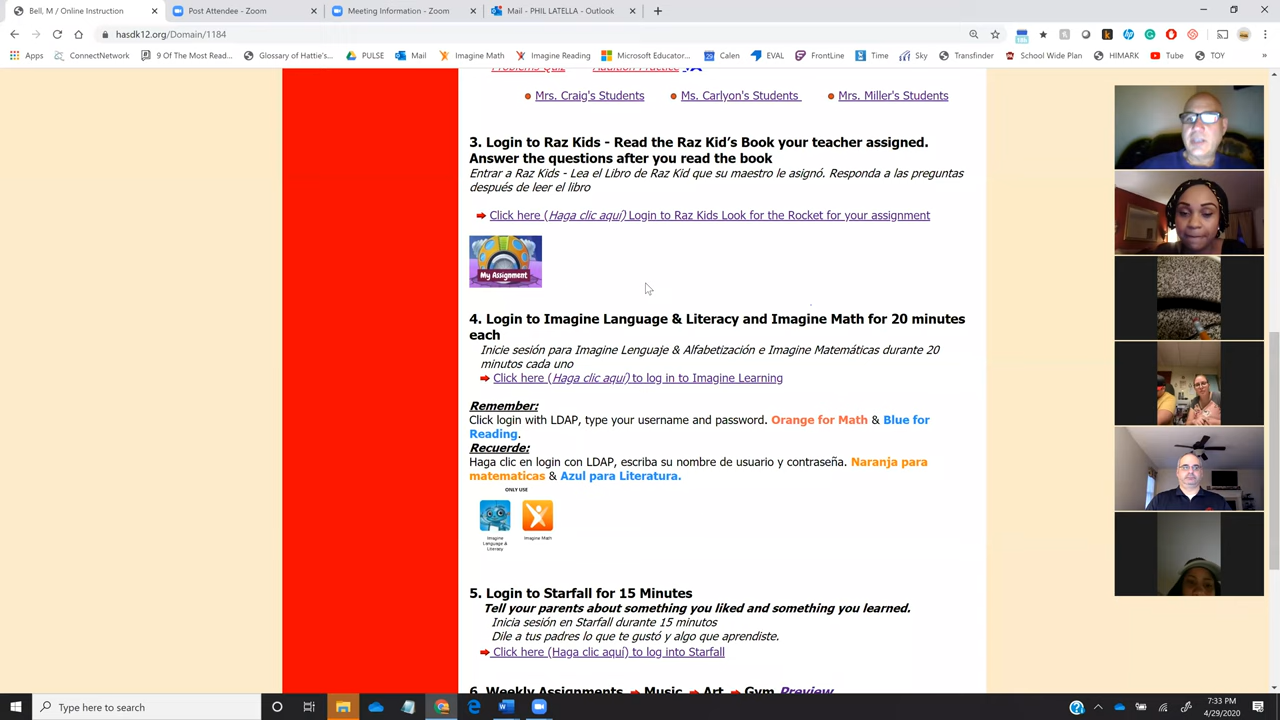 Bell, M / Online Instruction
Post Attendee - Zoom
Meeting Information - Zoom
Mail - PHIL LATELLA - Outlook
hasdk12.org/Domain/1184
Apps
ConnectNetwork
9 Of The Most Read...
Glossary of Hattie's...
PULSE
Mail
Imagine Math
Imagine Reading
Microsoft Educator...
Calen
EVAL
FrontLine
Time
Sky
Transfinder
School Wide Plan
HIMARK
Tube
TOY
»
Problems Quiz Addition Practice
Mrs. Craig's Students Ms. Carlyon's Students Mrs. Miller's Students
3. Login to Raz Kids - Read the Raz Kid's Book your teacher assigned.
Answer the questions after you read the book
Entrar a Raz Kids - Lea el Libro de Raz Kid que su maestro le asignó. Responda a las preguntas
después de leer el libro
Click here (Haga clic aquí) Login to Raz Kids Look for the Rocket for your assignment
My Assignment
4. Login to Imagine Language & Literacy and Imagine Math for 20 minutes
each
Inicie sesión para Imagine Lenguaje & Alfabetización e Imagine Matemáticas durante 20
minutos cada uno
Click here (Haga clic aquí) to log in to Imagine Learning
Remember:
Click login with LDAP, type your username and password. Orange for Math & Blue for
Reading.
Recuerde:
Haga clic en login con LDAP, escriba su nombre de usuario y contraseña. Naranja para
matematicas & Azul para Literatura.
ONLY USE
Imagine
Language &
Literacy
Imagine Math
5. Login to Starfall for 15 Minutes
Tell your parents about something you liked and something you learned.
Inicia sesión en Starfall durante 15 minutos
Dile a tus padres lo que te gustó y algo que aprendiste.
Click here (Haga clic aquí) to log into Starfall
6. Weekly Assignments Music Art Gym Preview
Type here to search
7:33 PM
4/29/2020